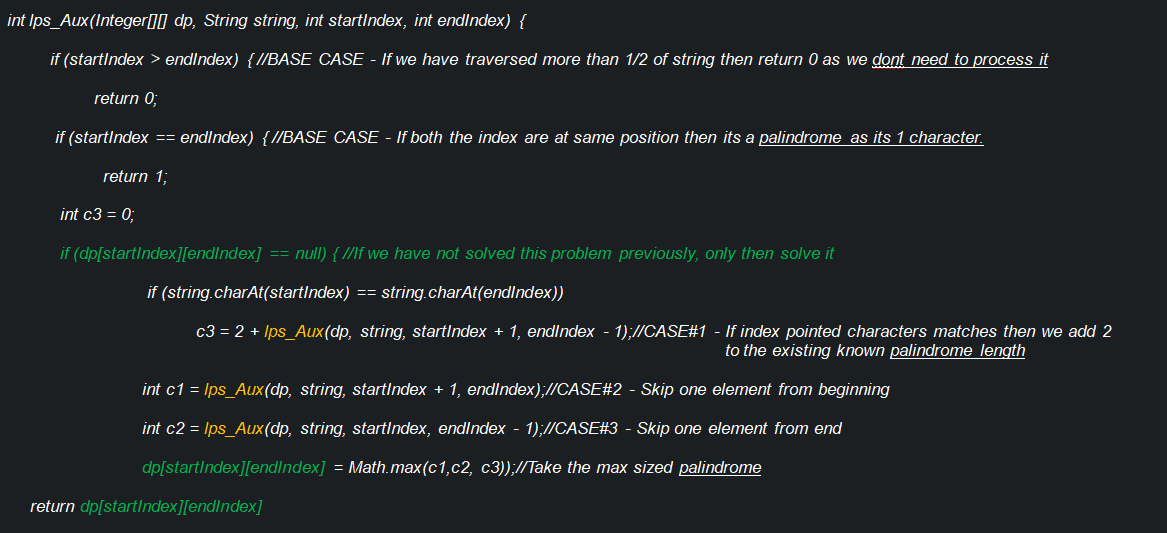 int lps_Aux(Integer[][] dp, String string, int startIndex, int endIndex) {
if (startIndex > endIndex) { //BASE CASE - If we have traversed more than 1/2 of string then return 0 as we dont need to process it
return 0;
if (startIndex == endIndex) { //BASE CASE - If both the index are at same position then its a palindrome as its 1 character.
return 1;
int c3 = 0;
if (dp[startIndex][endIndex] == null) { //If we have not solved this problem previously, only then solve it
if (string.charAt(startIndex) == string.charAt(endIndex))
c3 = 2 + lps_Aux(dp, string, startIndex + 1, endIndex - 1);//CASE#1 - If index pointed characters matches then we add 2
to the existing known palindrome length
int c1 = lps_Aux(dp, string, startIndex + 1, endIndex);//CASE#2 - Skip one element from beginning
int c2 = lps_Aux(dp, string, startIndex, endIndex - 1);//CASE#3 - Skip one element from end
dp[startIndex][endIndex] = Math.max(c1,c2, c3));//Take the max sized palindrome
return dp[startIndex][endIndex]